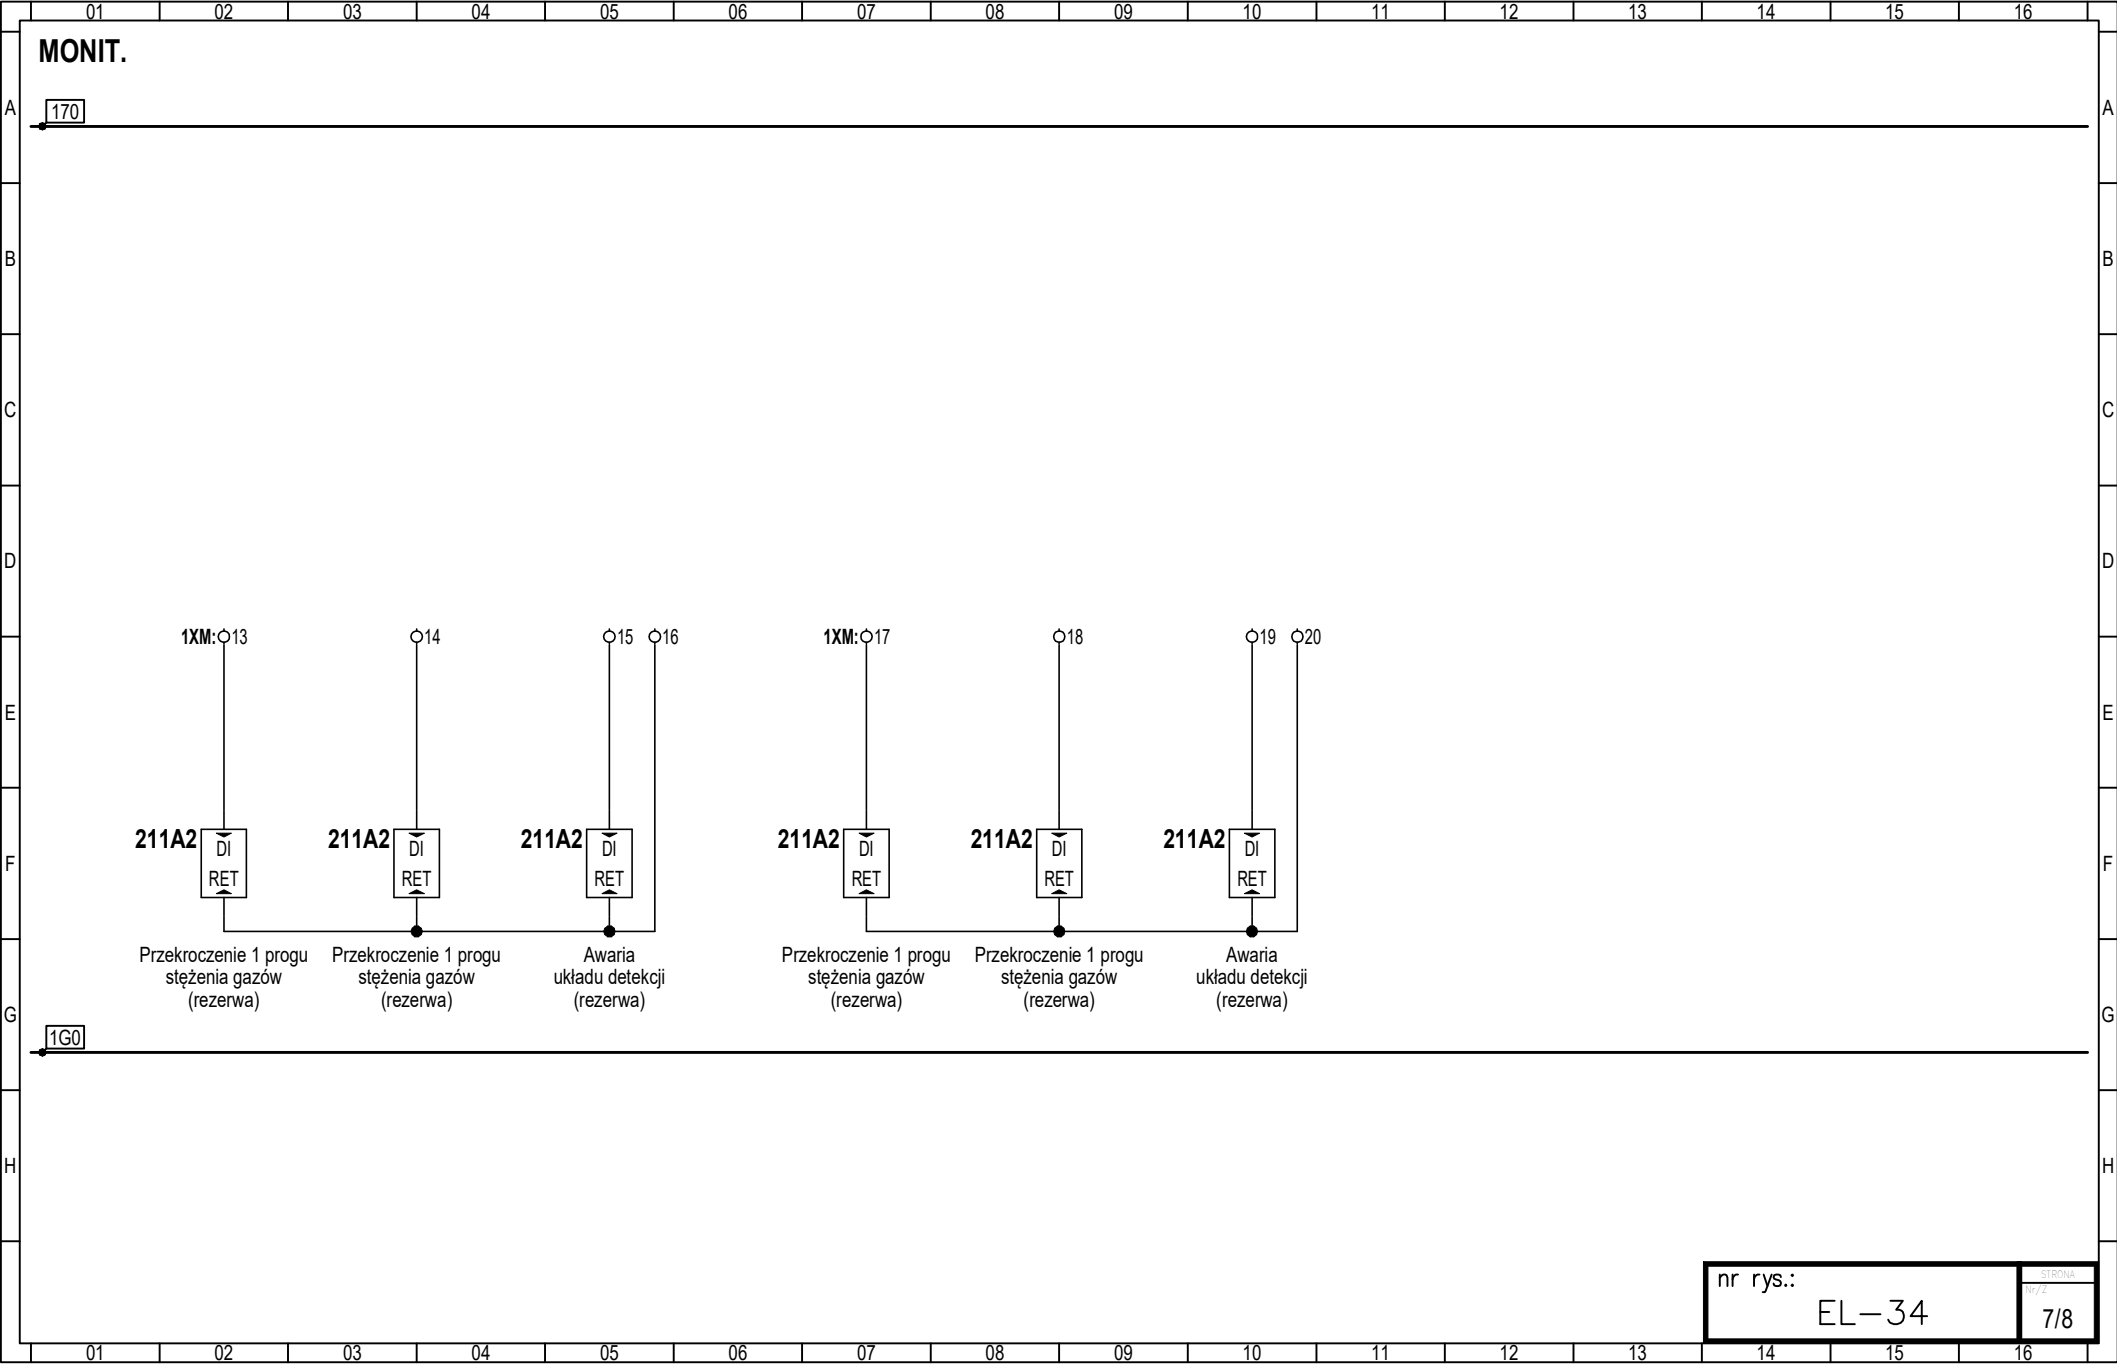 01 02 03 04 05 06 07 08 09 10 11 12 13 14 15 16
MONIT.
A 170 A
B B
C C
D D
1XM: 13 14 15 16 1XM: 17 18 19 20
E E
211A2 211A2 211A2 211A2 211A2 211A2
DI DI DI DI DI DI
F F
RET RET RET RET RET RET
Przekroczenie 1 progu Przekroczenie 1 progu Awaria Przekroczenie 1 progu Przekroczenie 1 progu Awaria
stężenia gazów stężenia gazów układu detekcji stężenia gazów stężenia gazów układu detekcji
(rezerwa) (rezerwa) (rezerwa) (rezerwa) (rezerwa) (rezerwa)
G G
1G0
H H
nr rys.: STRONA
Nr/Z
EL-34 7/8
01 02 03 04 05 06 07 08 09 10 11 12 13 14 15 16